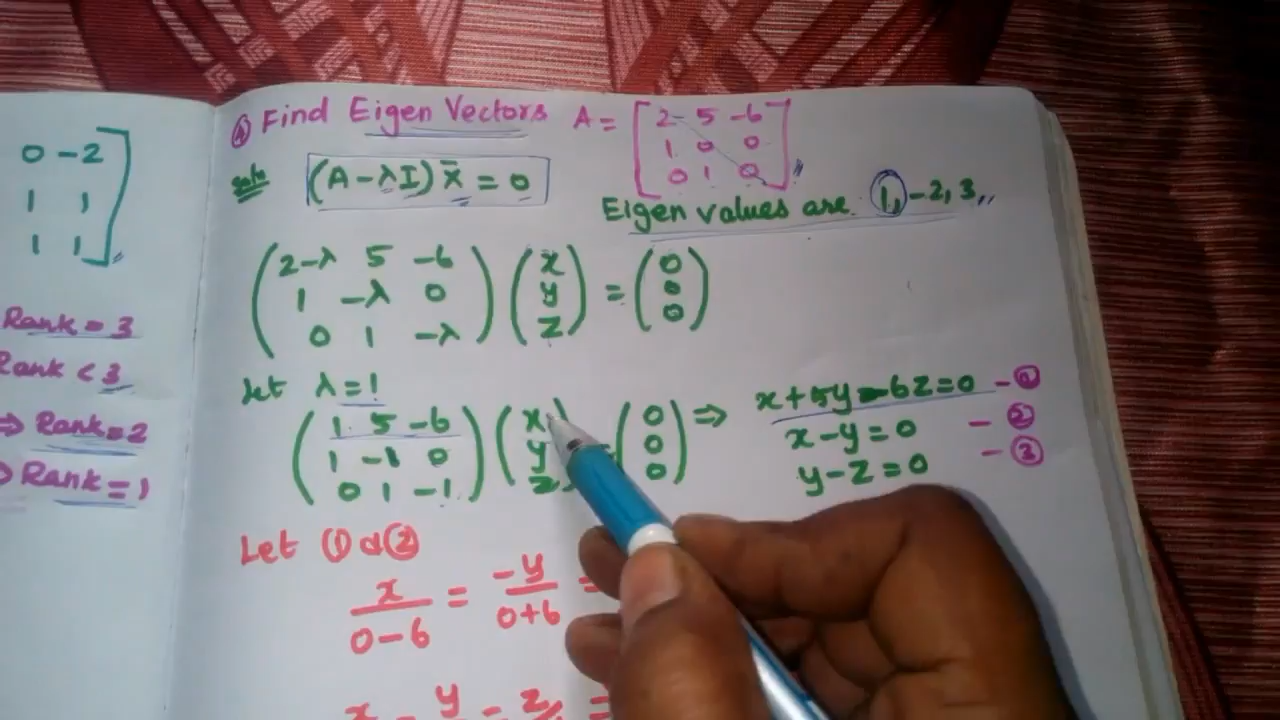 0 -2
1 1
1 1
Rank = 3
Rank < 3
⇒ Rank = 2
⇒ Rank = 1
④ Find Eigen Vectors A = [2 5 -6
1 0 0
0 1 0]
Soln (A-λI) X̄ = 0
Eigen values are 1, -2, 3,,
(2-λ 5 -6) (x) = (0)
(1 -λ 0) (y) (0)
(0 1 -λ) (z) (0)
Let λ = 1
(1 5 -6) (x) = (0) ⇒ x+5y-6z=0 - ①
(1 -1 0) (y) (0) x-y=0 - ②
(0 1 -1) (z) (0) y-z=0 - ③
Let ① & ②
x/(0-6) = -y/(0+6) =
x - y - z =